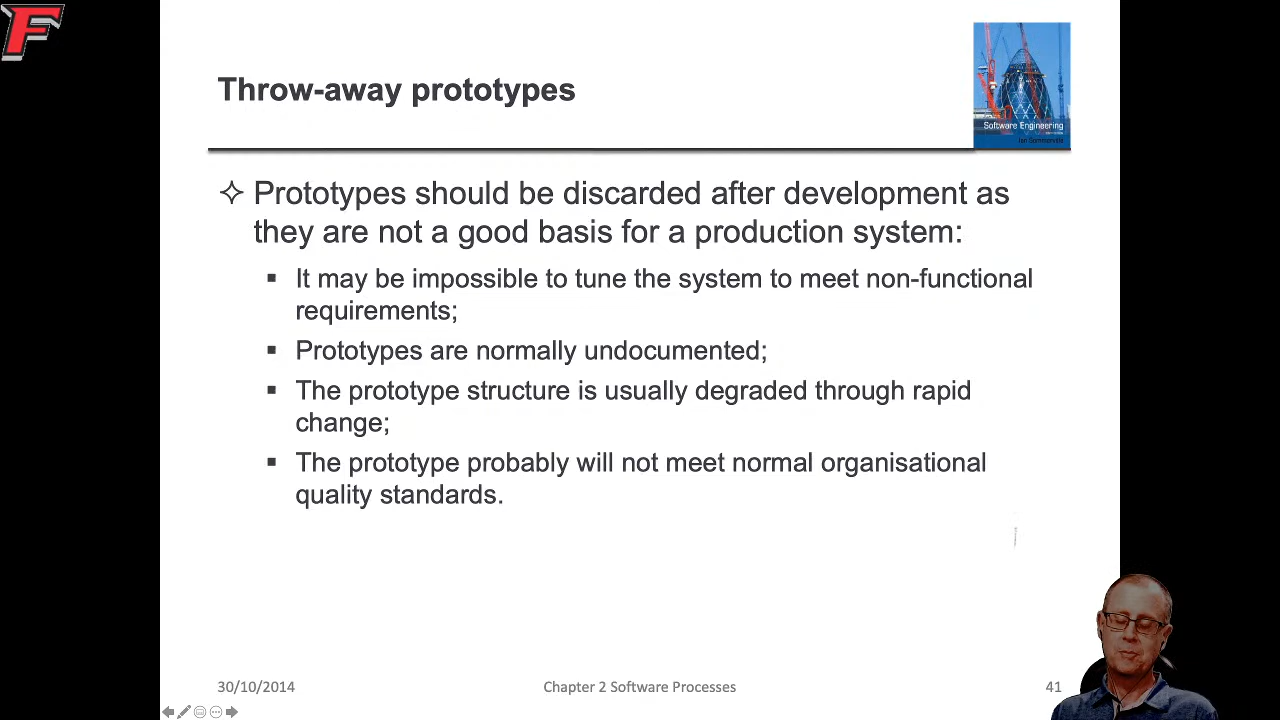 F
Throw-away prototypes
Software Engineering
Ian Sommerville
✧ Prototypes should be discarded after development as
they are not a good basis for a production system:
▪ It may be impossible to tune the system to meet non-functional
requirements;
▪ Prototypes are normally undocumented;
▪ The prototype structure is usually degraded through rapid
change;
▪ The prototype probably will not meet normal organisational
quality standards.
30/10/2014
Chapter 2 Software Processes
41